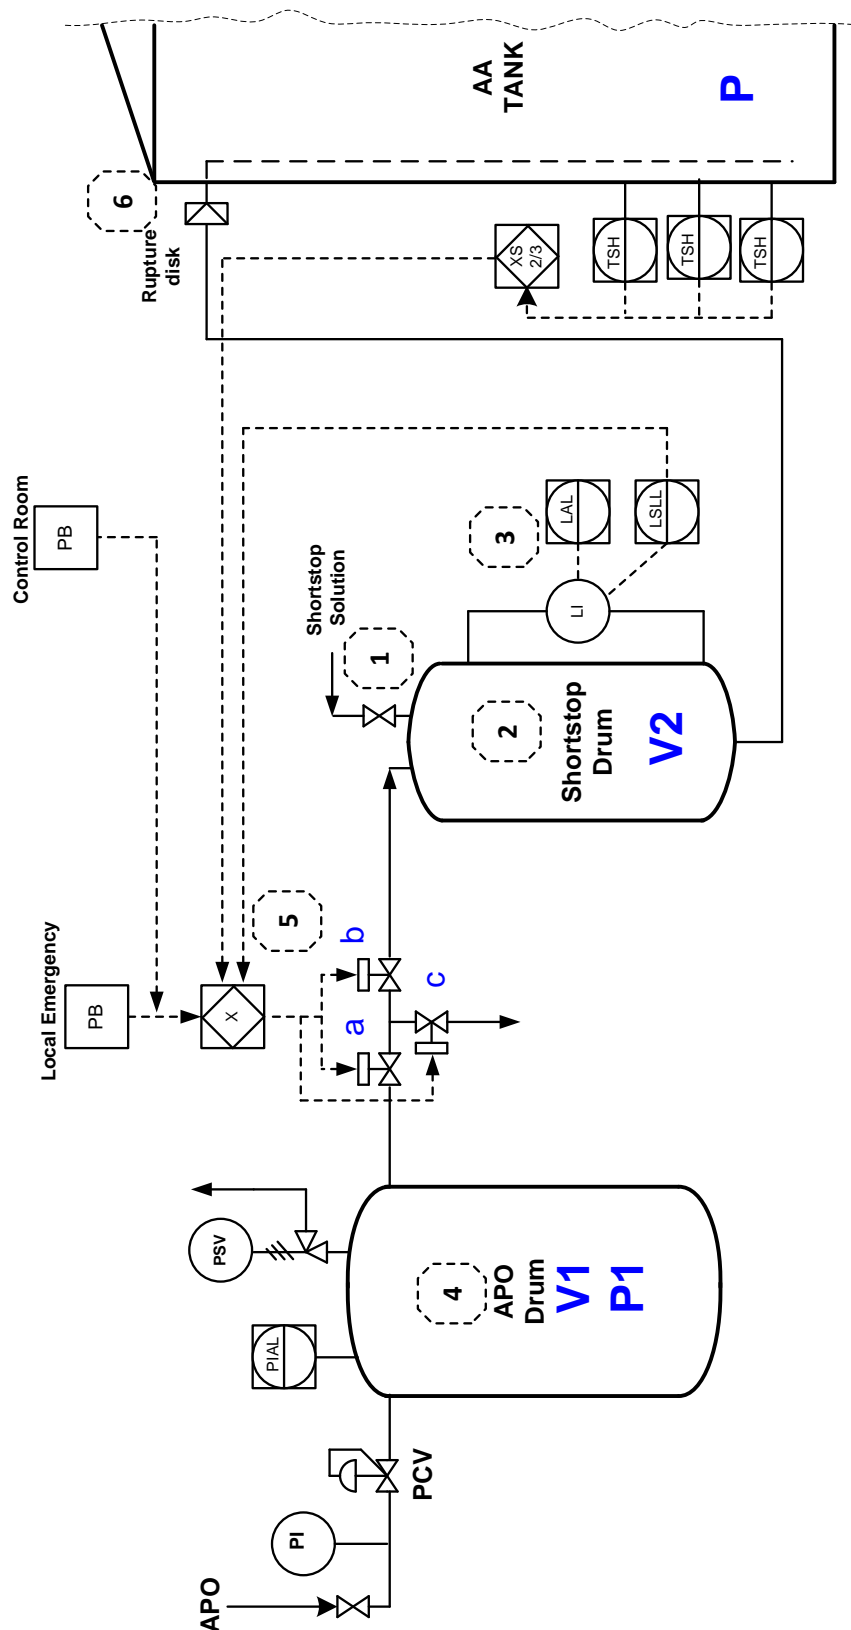 APO
PI
PCV
PIAL
PSV
4
APO
Drum
V1
P1
Local Emergency
PB
Control Room
PB
X
5
a
b
c
Shortstop
Solution
1
2
Shortstop
Drum
V2
3
LAL
LSLL
LI
6
Rupture
disk
XS
2/3
TSH
TSH
TSH
AA
TANK
P